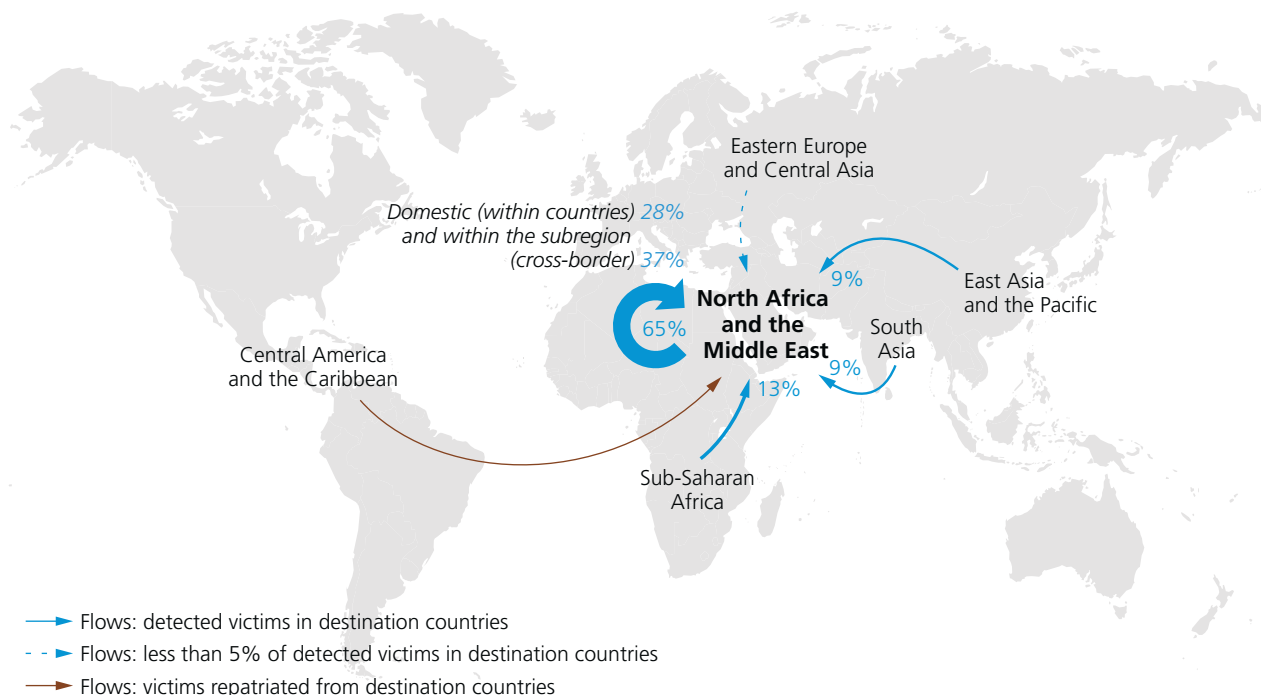 Eastern Europe
and Central Asia
Domestic (within countries) 28%
and within the subregion
(cross-border) 37%
9%
East Asia
and the Pacific
North Africa
and the
Middle East
65%
South
Asia
9%
13%
Central America
and the Caribbean
Sub-Saharan
Africa
Flows: detected victims in destination countries
Flows: less than 5% of detected victims in destination countries
Flows: victims repatriated from destination countries